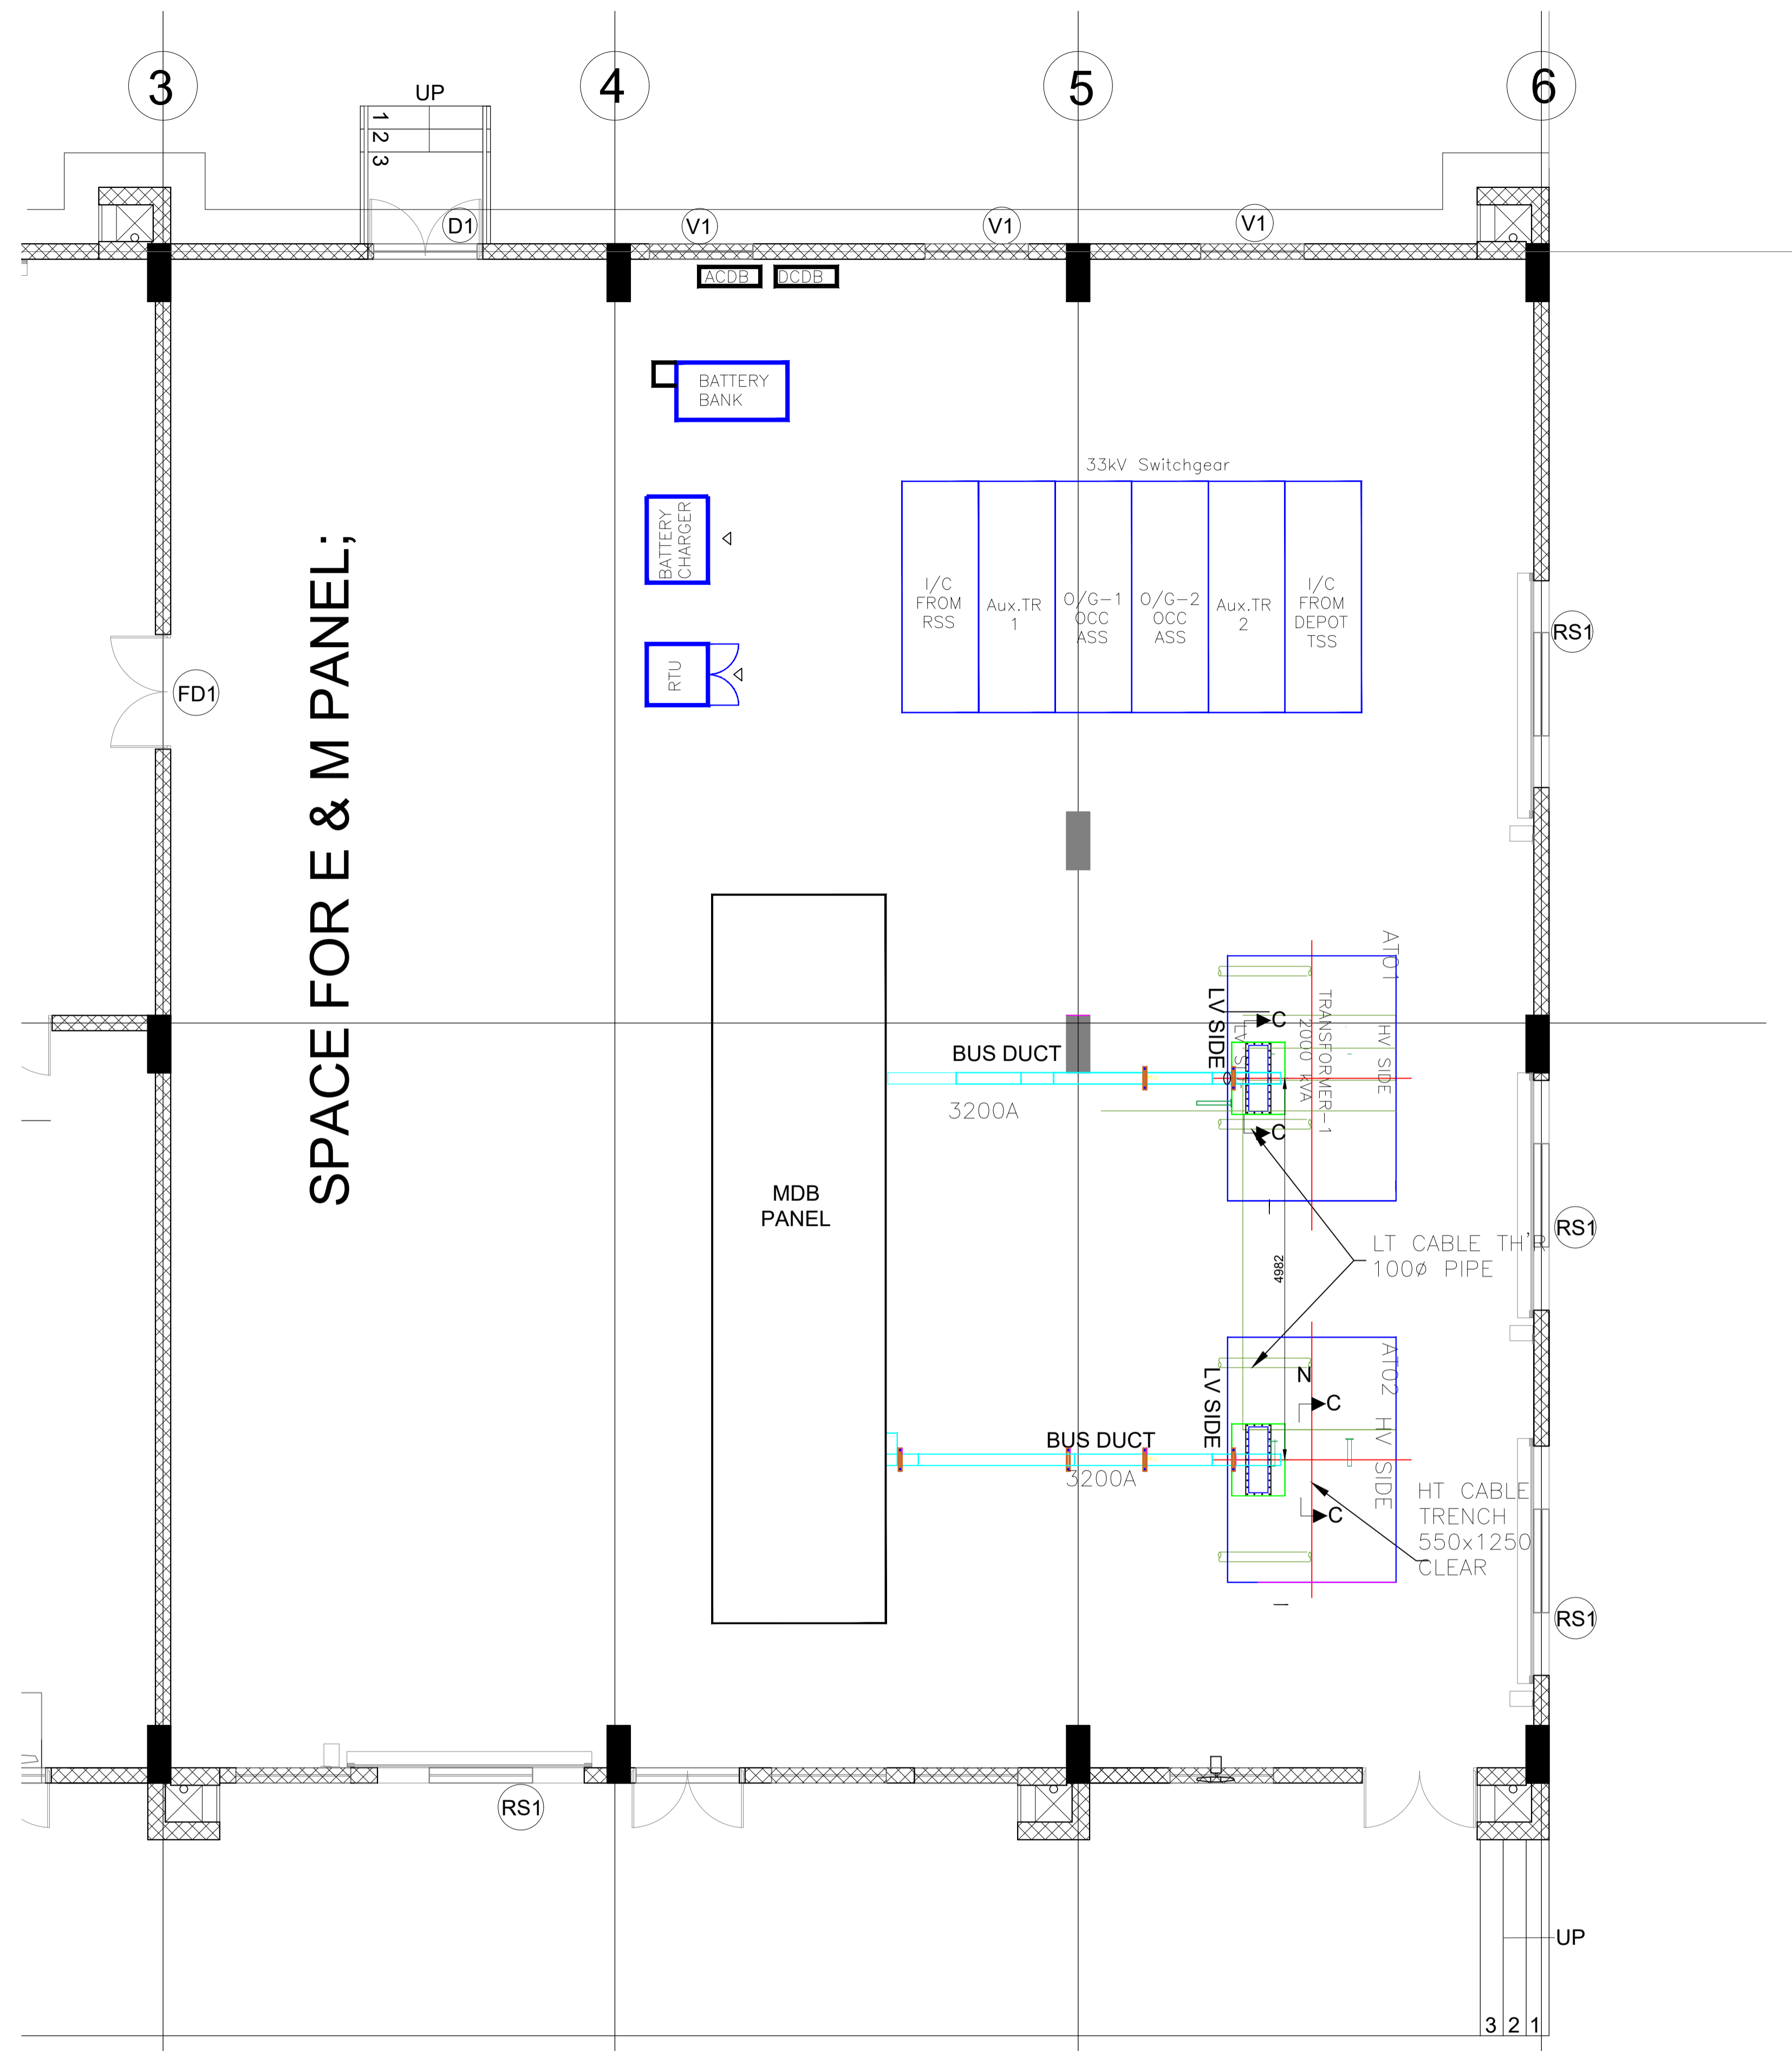 3
4
5
6
UP
1
2
3
D1
V1
V1
V1
ACDB
DCDB
BATTERY
BANK
33kV Switchgear
BATTERY
CHARGER
I/C
FROM
RSS
Aux.TR
1
O/G-1
OCC
ASS
O/G-2
OCC
ASS
Aux.TR
2
I/C
FROM
DEPOT
TSS
RTU
FD1
RS1
SPACE FOR E & M PANEL;
AT01
TRANSFORMER-1
2000 kVA
HV SIDE
LV SIDE
C
BUS DUCT
3200A
C
MDB
PANEL
RS1
LT CABLE TH'R
100ø PIPE
4982
AT02
HV SIDE
LV SIDE
N
C
BUS DUCT
3200A
C
HT CABLE
TRENCH
550x1250
CLEAR
RS1
RS1
UP
3
2
1